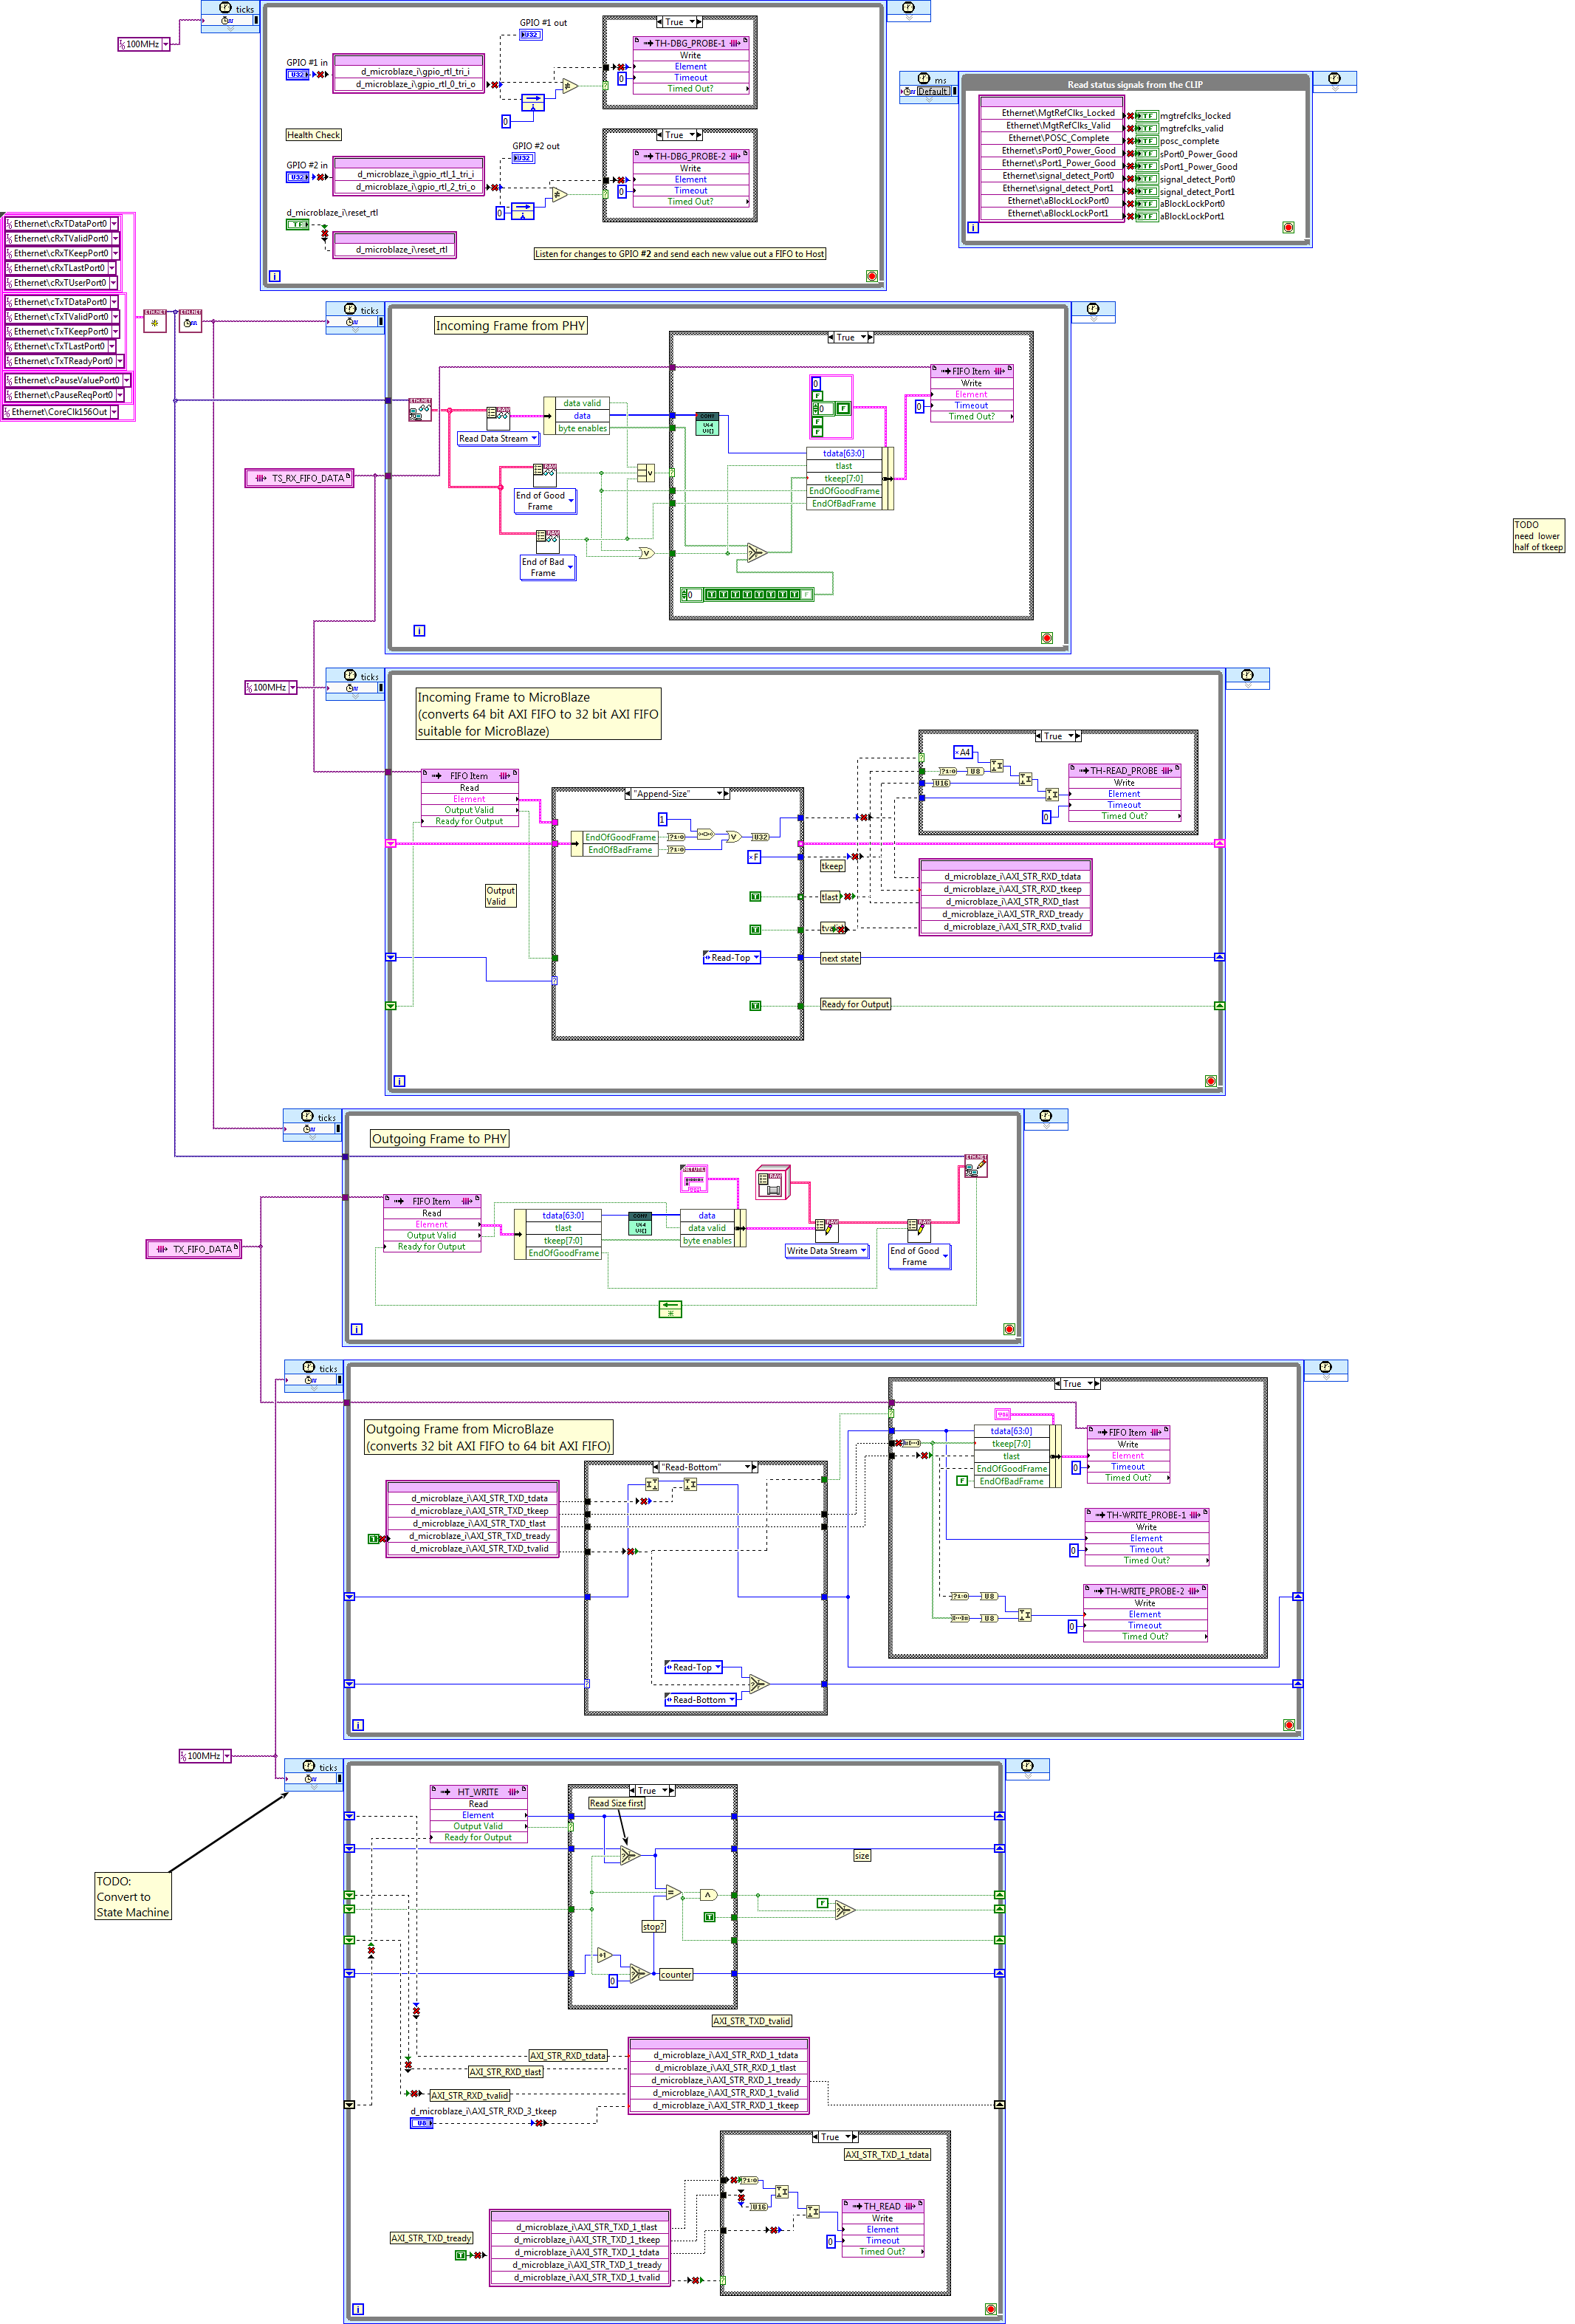 ticks
100MHz
GPIO #1 in
d_microblaze_i\gpio_rtl_tri_i
d_microblaze_i\gpio_rtl_0_tri_o
GPIO #1 out
U32
U32
0
True
TH-DBG_PROBE-1
Write
Element
Timeout
Timed Out?
0
Health Check
GPIO #2 in
U32
d_microblaze_i\gpio_rtl_1_tri_i
d_microblaze_i\gpio_rtl_2_tri_o
GPIO #2 out
U32
0
True
TH-DBG_PROBE-2
Write
Element
Timeout
Timed Out?
0
d_microblaze_i\reset_rtl
TF
d_microblaze_i\reset_rtl
Listen for changes to GPIO #2 and send each new value out a FIFO to Host
i
ms
Default
Read status signals from the CLIP
Ethernet\MgtRefClks_Locked
Ethernet\MgtRefClks_Valid
Ethernet\POSC_Complete
Ethernet\sPort0_Power_Good
Ethernet\sPort1_Power_Good
Ethernet\signal_detect_Port0
Ethernet\signal_detect_Port1
Ethernet\aBlockLockPort0
Ethernet\aBlockLockPort1
mgtrefclks_locked
mgtrefclks_valid
posc_complete
sPort0_Power_Good
sPort1_Power_Good
signal_detect_Port0
signal_detect_Port1
aBlockLockPort0
aBlockLockPort1
i
Ethernet\cRxTDataPort0
Ethernet\cRxTValidPort0
Ethernet\cRxTKeepPort0
Ethernet\cRxTLastPort0
Ethernet\cRxTUserPort0
Ethernet\cTxTDataPort0
Ethernet\cTxTValidPort0
Ethernet\cTxTKeepPort0
Ethernet\cTxTLastPort0
Ethernet\cTxTReadyPort0
Ethernet\cPauseValuePort0
Ethernet\cPauseReqPort0
Ethernet\CoreClk156Out
ticks
Incoming Frame from PHY
True
Read Data Stream
data valid
data
byte enables
End of Good
Frame
End of Bad
Frame
TS_RX_FIFO_DATA
0
F
0
F
F
F
tdata[63:0]
tlast
tkeep[7:0]
EndOfGoodFrame
EndOfBadFrame
FIFO Item
Write
Element
Timeout
Timed Out?
0
0
i
TODO
need lower
half of tkeep
100MHz
ticks
Incoming Frame to MicroBlaze
(converts 64 bit AXI FIFO to 32 bit AXI FIFO
suitable for MicroBlaze)
FIFO Item
Read
Element
Output Valid
Ready for Output
Output
Valid
"Append-Size"
EndOfGoodFrame
EndOfBadFrame
1
?1:0
?1:0
U32
xF
T
T
Read-Top
T
tkeep
tlast
tvalid
next state
Ready for Output
True
xA4
?1:0
U8
U16
TH-READ_PROBE
Write
Element
Timeout
Timed Out?
0
d_microblaze_i\AXI_STR_RXD_tdata
d_microblaze_i\AXI_STR_RXD_tkeep
d_microblaze_i\AXI_STR_RXD_tlast
d_microblaze_i\AXI_STR_RXD_tready
d_microblaze_i\AXI_STR_RXD_tvalid
i
ticks
Outgoing Frame to PHY
TX_FIFO_DATA
FIFO Item
Read
Element
Output Valid
Ready for Output
tdata[63:0]
tlast
tkeep[7:0]
EndOfGoodFrame
data
data valid
byte enables
Write Data Stream
End of Good
Frame
i
ticks
Outgoing Frame from MicroBlaze
(converts 32 bit AXI FIFO to 64 bit AXI FIFO)
d_microblaze_i\AXI_STR_TXD_tdata
d_microblaze_i\AXI_STR_TXD_tkeep
d_microblaze_i\AXI_STR_TXD_tlast
d_microblaze_i\AXI_STR_TXD_tready
d_microblaze_i\AXI_STR_TXD_tvalid
T
"Read-Bottom"
Read-Top
Read-Bottom
True
tdata[63:0]
tkeep[7:0]
tlast
EndOfGoodFrame
EndOfBadFrame
F
FIFO Item
Write
Element
Timeout
Timed Out?
0
TH-WRITE_PROBE-1
Write
Element
Timeout
Timed Out?
0
?1:0
U8
U8
TH-WRITE_PROBE-2
Write
Element
Timeout
Timed Out?
0
i
100MHz
ticks
TODO:
Convert to
State Machine
HT_WRITE
Read
Element
Output Valid
Ready for Output
True
Read Size first
size
stop?
T
F
+1
0
counter
AXI_STR_TXD_tvalid
AXI_STR_RXD_tdata
AXI_STR_RXD_tlast
AXI_STR_RXD_tvalid
d_microblaze_i\AXI_STR_RXD_3_tkeep
U8
d_microblaze_i\AXI_STR_RXD_1_tdata
d_microblaze_i\AXI_STR_RXD_1_tlast
d_microblaze_i\AXI_STR_RXD_1_tready
d_microblaze_i\AXI_STR_RXD_1_tvalid
d_microblaze_i\AXI_STR_RXD_1_tkeep
True
AXI_STR_TXD_1_tdata
?1:0
U16
TH_READ
Write
Element
Timeout
Timed Out?
0
AXI_STR_TXD_tready
T
d_microblaze_i\AXI_STR_TXD_1_tlast
d_microblaze_i\AXI_STR_TXD_1_tkeep
d_microblaze_i\AXI_STR_TXD_1_tdata
d_microblaze_i\AXI_STR_TXD_1_tready
d_microblaze_i\AXI_STR_TXD_1_tvalid
i